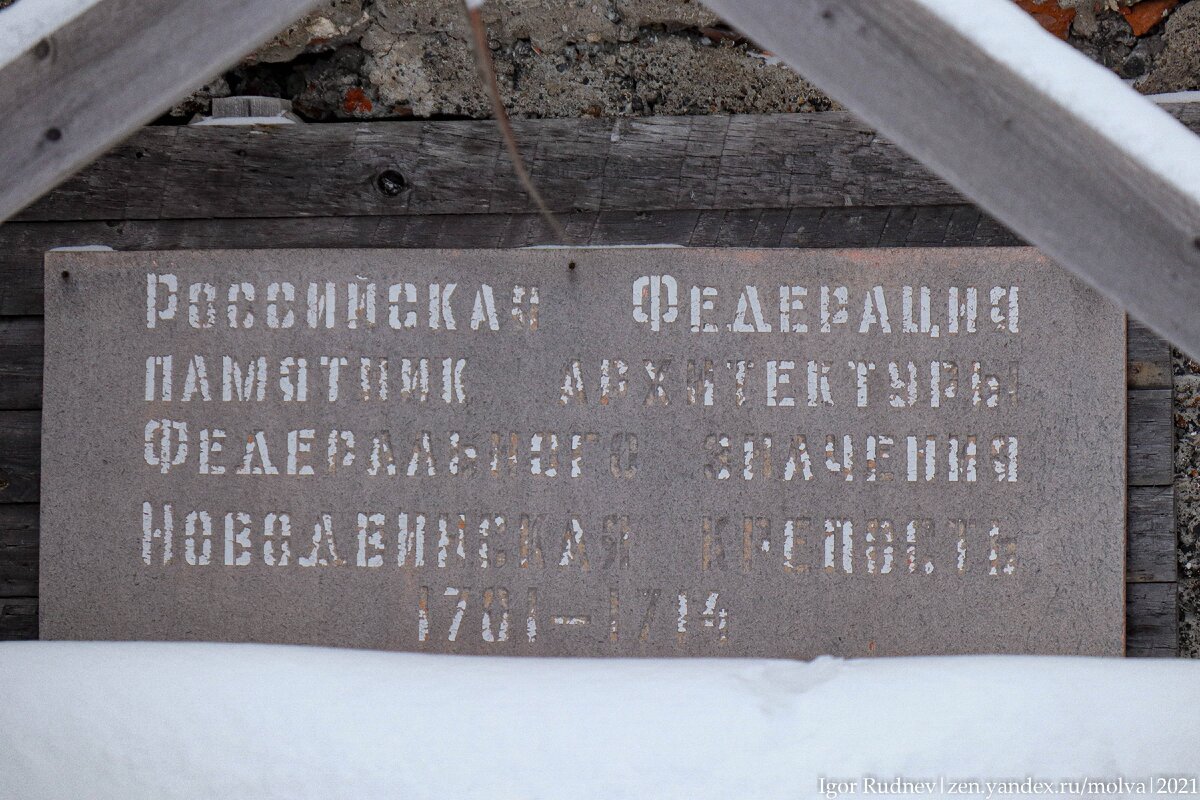 Российская Федерация
памятник архитектуры
Федерального значения
Новодвинская крепость
1701-1714
Igor Rudnev|zen.yandex.ru/molva|2021